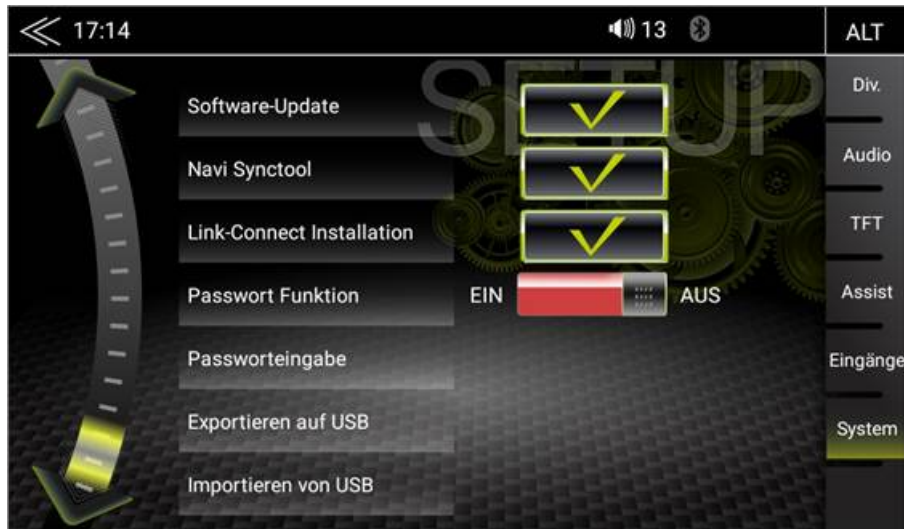 17:14
13
ALT
SETUP
Div.
Software-Update
Audio
Navi Synctool
TFT
Link-Connect Installation
Assist
Passwort Funktion
EIN
AUS
Eingänge
Passworteingabe
System
Exportieren auf USB
Importieren von USB